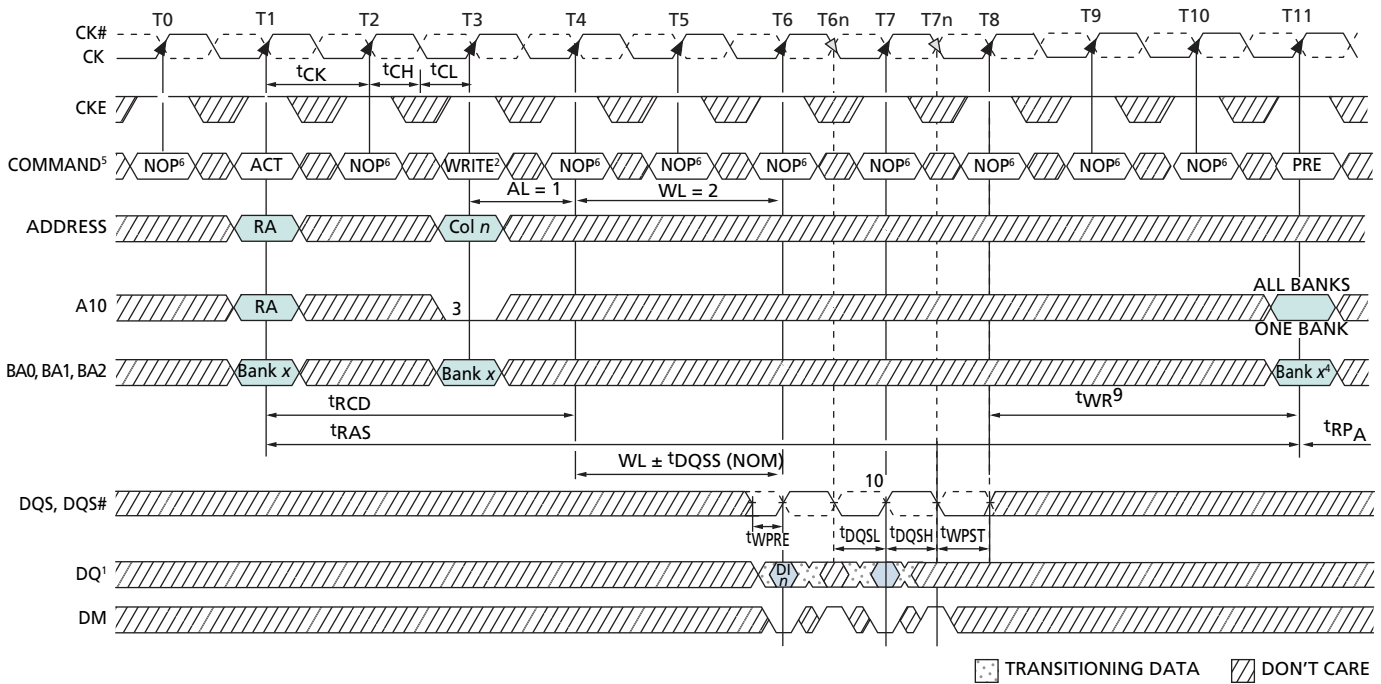 T0 T1 T2 T3 T4 T5 T6 T6n T7 T7n T8 T9 T10 T11
CK#
CK
tCK tCH tCL
CKE
COMMAND5 NOP6 ACT NOP6 WRITE2 NOP6 NOP6 NOP6 NOP6 NOP6 NOP6 NOP6 PRE
AL = 1 WL = 2
ADDRESS RA Col n
ALL BANKS
A10 RA 3
ONE BANK
BA0, BA1, BA2 Bank x Bank x Bank x4
tRCD tWR9
tRAS tRPA
WL ± tDQSS (NOM)
10
DQS, DQS#
tWPRE tDQSL tDQSH tWPST
DQ1 DI
n
DM
TRANSITIONING DATA DON'T CARE